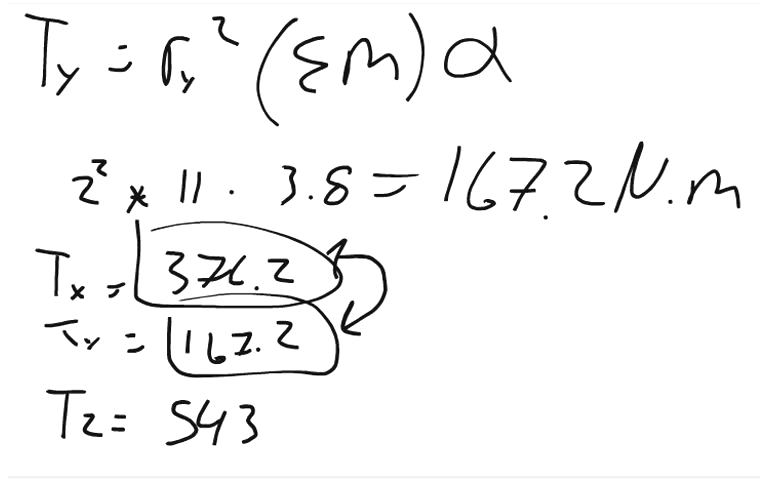 Ty = ry² (Σm) α
2² * 11 · 3.8 = 167.2 N.m
Tx = 376.2
Ty = 167.2
Tz = 543